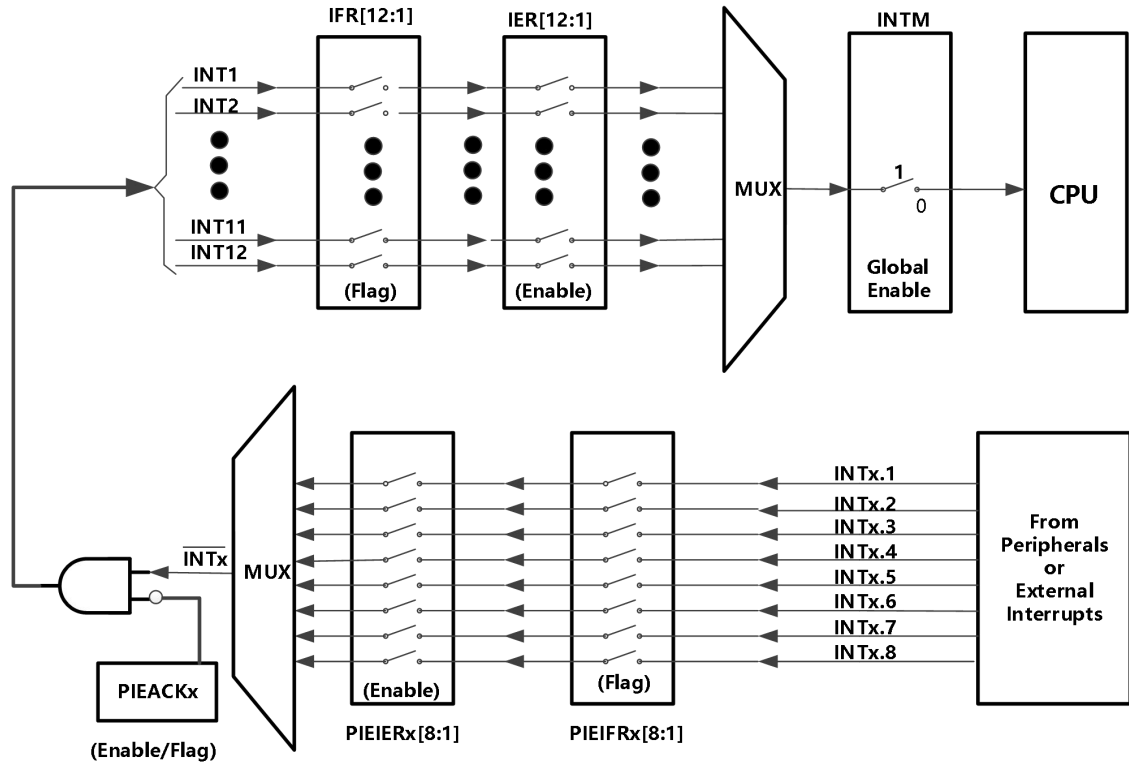 IFR[12:1]
IER[12:1]
INTM
INT1
INT2
INT11
INT12
(Flag)
(Enable)
MUX
1
0
Global
Enable
CPU
INTx
MUX
PIEACKx
(Enable/Flag)
(Enable)
PIEIERx[8:1]
(Flag)
PIEIFRx[8:1]
INTx.1
INTx.2
INTx.3
INTx.4
INTx.5
INTx.6
INTx.7
INTx.8
From
Peripherals
or
External
Interrupts